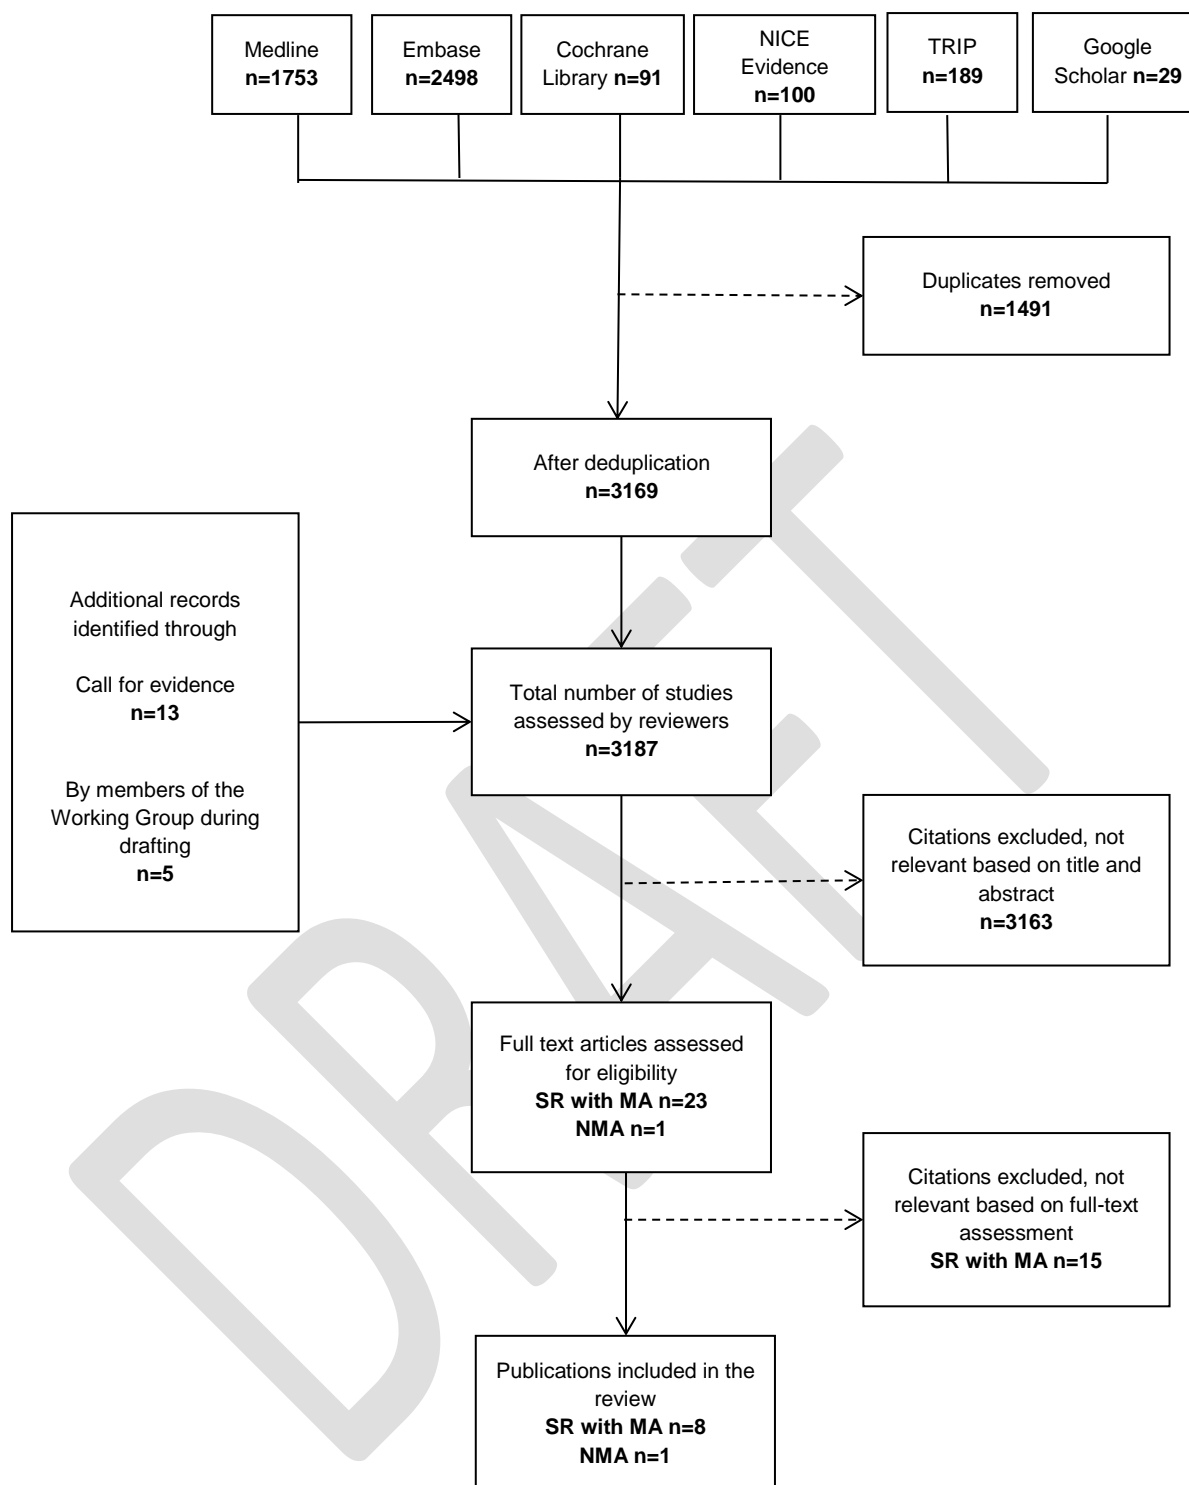 Medline
n=1753
Embase
n=2498
Cochrane
Library n=91
NICE
Evidence
n=100
TRIP
n=189
Google
Scholar n=29
Duplicates removed
n=1491
After deduplication
n=3169
Additional records
identified through
Call for evidence
n=13
By members of the
Working Group during
drafting
n=5
Total number of studies
assessed by reviewers
n=3187
Citations excluded, not
relevant based on title and
abstract
n=3163
Full text articles assessed
for eligibility
SR with MA n=23
NMA n=1
Citations excluded, not
relevant based on full-text
assessment
SR with MA n=15
Publications included in the
review
SR with MA n=8
NMA n=1
DRAFT